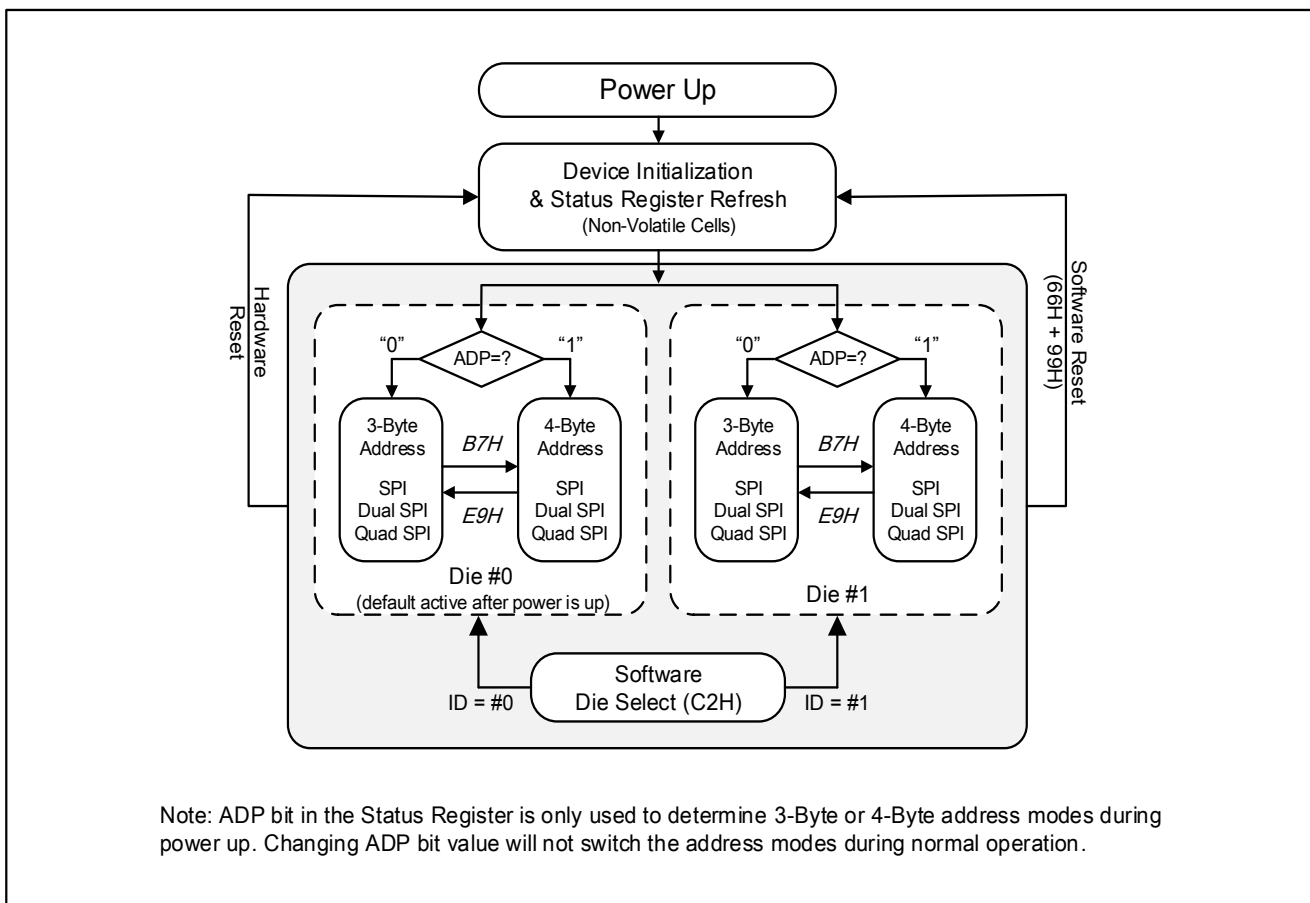 Power Up
Device Initialization
& Status Register Refresh
(Non-Volatile Cells)
Hardware
Reset
Software Reset
(66H + 99H)
“0”
ADP=?
“1”
3-Byte
Address
SPI
Dual SPI
Quad SPI
B7H
E9H
4-Byte
Address
SPI
Dual SPI
Quad SPI
Die #0
(default active after power is up)
“0”
ADP=?
“1”
3-Byte
Address
SPI
Dual SPI
Quad SPI
B7H
E9H
4-Byte
Address
SPI
Dual SPI
Quad SPI
Die #1
Software
Die Select (C2H)
ID = #0
ID = #1
Note: ADP bit in the Status Register is only used to determine 3-Byte or 4-Byte address modes during
power up. Changing ADP bit value will not switch the address modes during normal operation.